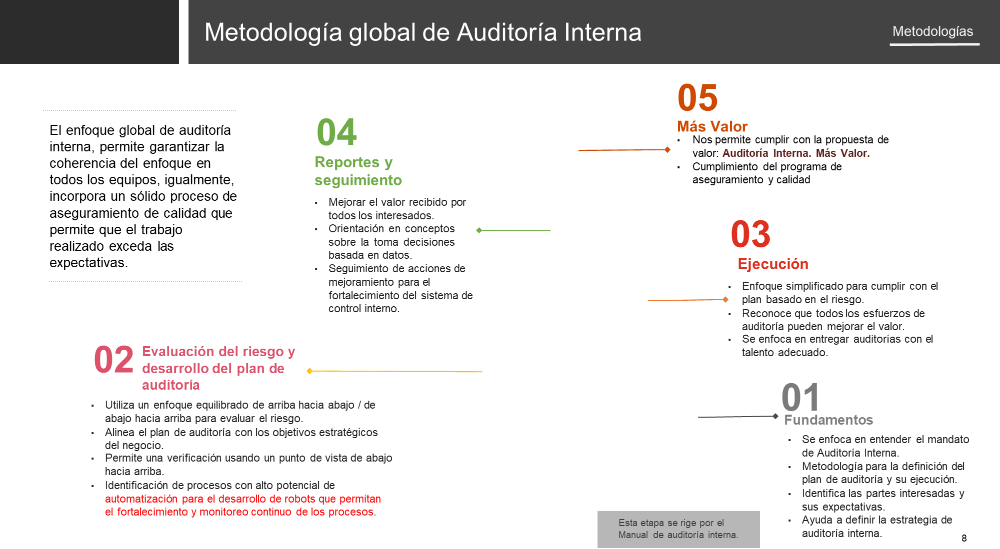 Metodología global de Auditoría Interna
Metodologías
El enfoque global de auditoría
interna, permite garantizar la
coherencia del enfoque en
todos los equipos, igualmente,
incorpora un sólido proceso de
aseguramiento de calidad que
permite que el trabajo
realizado exceda las
expectativas.
04
Reportes y
seguimiento
▪ Mejorar el valor recibido por
todos los interesados.
▪ Orientación en conceptos
sobre la toma decisiones
basada en datos.
▪ Seguimiento de acciones de
mejoramiento para el
fortalecimiento del sistema de
control interno.
05
Más Valor
▪ Nos permite cumplir con la propuesta de
valor: Auditoría Interna. Más Valor.
▪ Cumplimiento del programa de
aseguramiento y calidad
03
Ejecución
▪ Enfoque simplificado para cumplir con el
plan basado en el riesgo.
▪ Reconoce que todos los esfuerzos de
auditoría pueden mejorar el valor.
▪ Se enfoca en entregar auditorías con el
talento adecuado.
02
Evaluación del riesgo y
desarrollo del plan de
auditoría
▪ Utiliza un enfoque equilibrado de arriba hacia abajo / de
abajo hacia arriba para evaluar el riesgo.
▪ Alinea el plan de auditoría con los objetivos estratégicos
del negocio.
▪ Permite una verificación usando un punto de vista de abajo
hacia arriba.
▪ Identificación de procesos con alto potencial de
automatización para el desarrollo de robots que permitan
el fortalecimiento y monitoreo continuo de los procesos.
01
Fundamentos
▪ Se enfoca en entender el mandato
de Auditoría Interna.
▪ Metodología para la definición del
plan de auditoría y su ejecución.
▪ Identifica las partes interesadas y
sus expectativas.
▪ Ayuda a definir la estrategia de
auditoría interna.
Esta etapa se rige por el
Manual de auditoría interna.
8